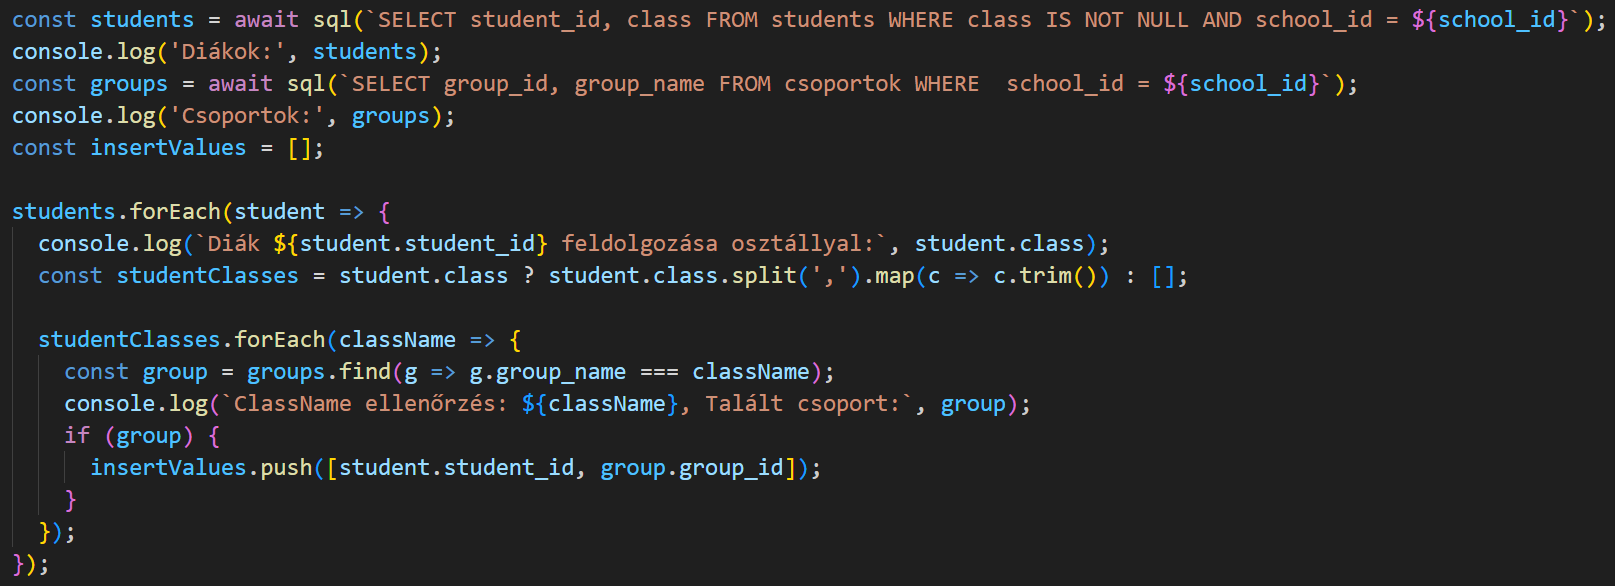 const students = await sql(`SELECT student_id, class FROM students WHERE class IS NOT NULL AND school_id = ${school_id}`);
console.log('Diákok:', students);
const groups = await sql(`SELECT group_id, group_name FROM csoportok WHERE  school_id = ${school_id}`);
console.log('Csoportok:', groups);
const insertValues = [];

students.forEach(student => {
  console.log(`Diák ${student.student_id} feldolgozása osztállyal:`, student.class);
  const studentClasses = student.class ? student.class.split(',').map(c => c.trim()) : [];

  studentClasses.forEach(className => {
    const group = groups.find(g => g.group_name === className);
    console.log(`ClassName ellenőrzés: ${className}, Talált csoport:`, group);
    if (group) {
      insertValues.push([student.student_id, group.group_id]);
    }
  });
});